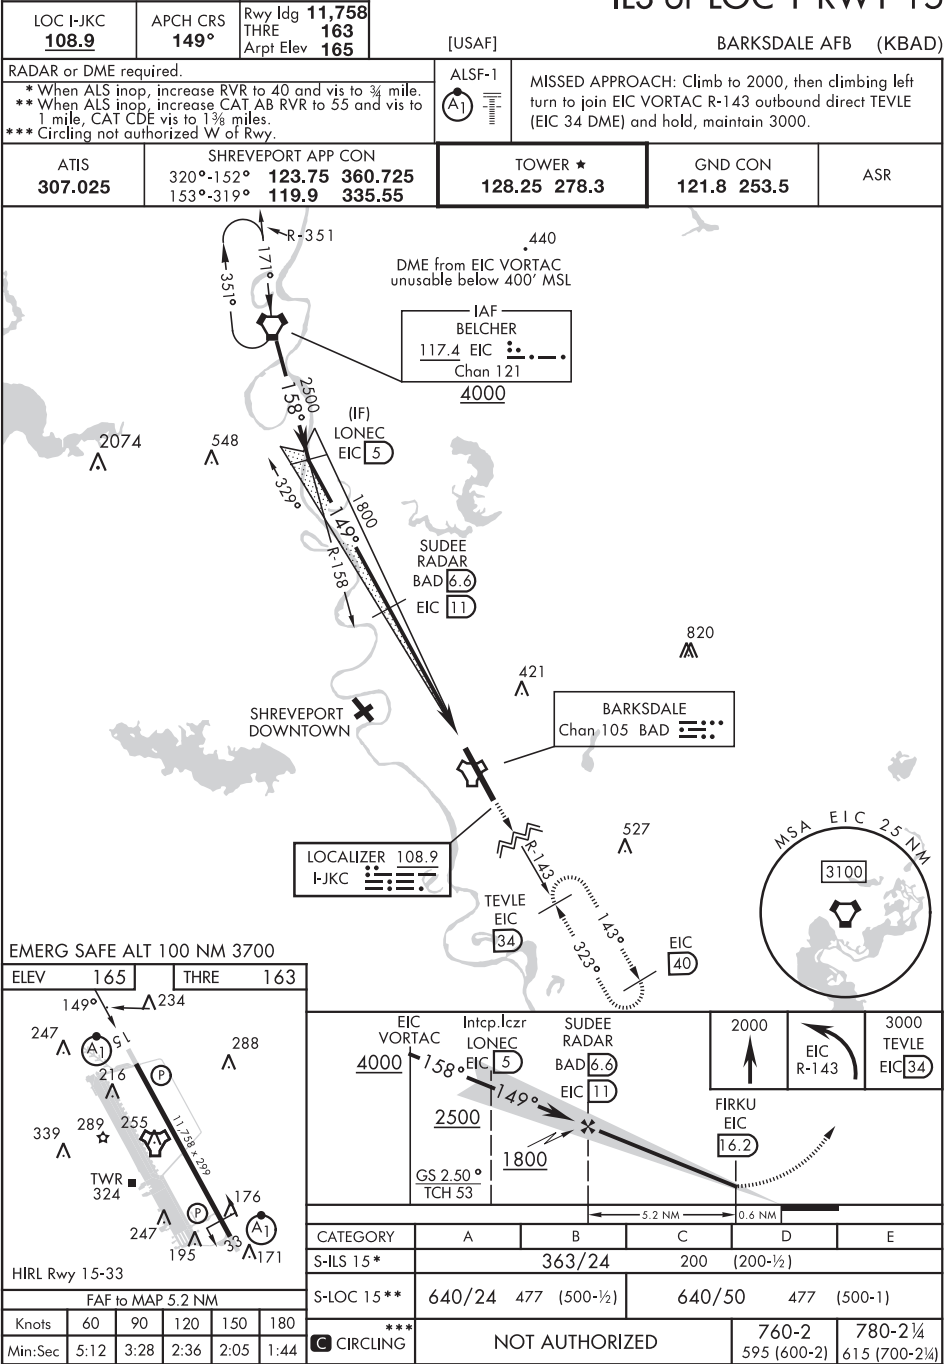 ILS or LOC Y RWY 15
LOC I-JKC
108.9
APCH CRS
149°
Rwy ldg 11,758
THRE 163
Arpt Elev 165
[USAF]
BARKSDALE AFB (KBAD)
RADAR or DME required.
* When ALS inop, increase RVR to 40 and vis to ¾ mile.
** When ALS inop, increase CAT AB RVR to 55 and vis to
1 mile, CAT CDE vis to 1⅜ miles.
*** Circling not authorized W of Rwy.
ALSF-1
A1
MISSED APPROACH: Climb to 2000, then climbing left
turn to join EIC VORTAC R-143 outbound direct TEVLE
(EIC 34 DME) and hold, maintain 3000.
ATIS
307.025
SHREVEPORT APP CON
320°-152° 123.75 360.725
153°-319° 119.9 335.55
TOWER ★
128.25 278.3
GND CON
121.8 253.5
ASR
R-351
171°
351°
440
DME from EIC VORTAC
unusable below 400' MSL
IAF
BELCHER
117.4 EIC
Chan 121
4000
2500
158°
(IF)
LONEC
EIC 5
2074
548
329°
1800
149°
R-158
SUDEE
RADAR
BAD 6.6
EIC 11
820
421
SHREVEPORT
DOWNTOWN
BARKSDALE
Chan 105 BAD
527
LOCALIZER 108.9
I-JKC
R-143
TEVLE
EIC
34
143°
323°
EIC
40
MSA EIC 25 NM
3100
EMERG SAFE ALT 100 NM 3700
ELEV 165
THRE 163
149°
234
247
A1
15
288
216
P
339
289
255
11,758 x 299
TWR
324
176
P
A1
247
195
33
171
HIRL Rwy 15-33
FAF to MAP 5.2 NM
Knots 60 90 120 150 180
Min:Sec 5:12 3:28 2:36 2:05 1:44
EIC
VORTAC
4000
158°
Intcp.lczr
LONEC
EIC 5
149°
2500
SUDEE
RADAR
BAD 6.6
EIC 11
1800
GS 2.50°
TCH 53
2000
EIC
R-143
3000
TEVLE
EIC 34
FIRKU
EIC
16.2
5.2 NM
0.6 NM
CATEGORY A B C D E
S-ILS 15* 363/24 200 (200-½)
S-LOC 15** 640/24 477 (500-½) 640/50 477 (500-1)
C CIRCLING *** NOT AUTHORIZED 760-2 595 (600-2) 780-2¼ 615 (700-2¼)